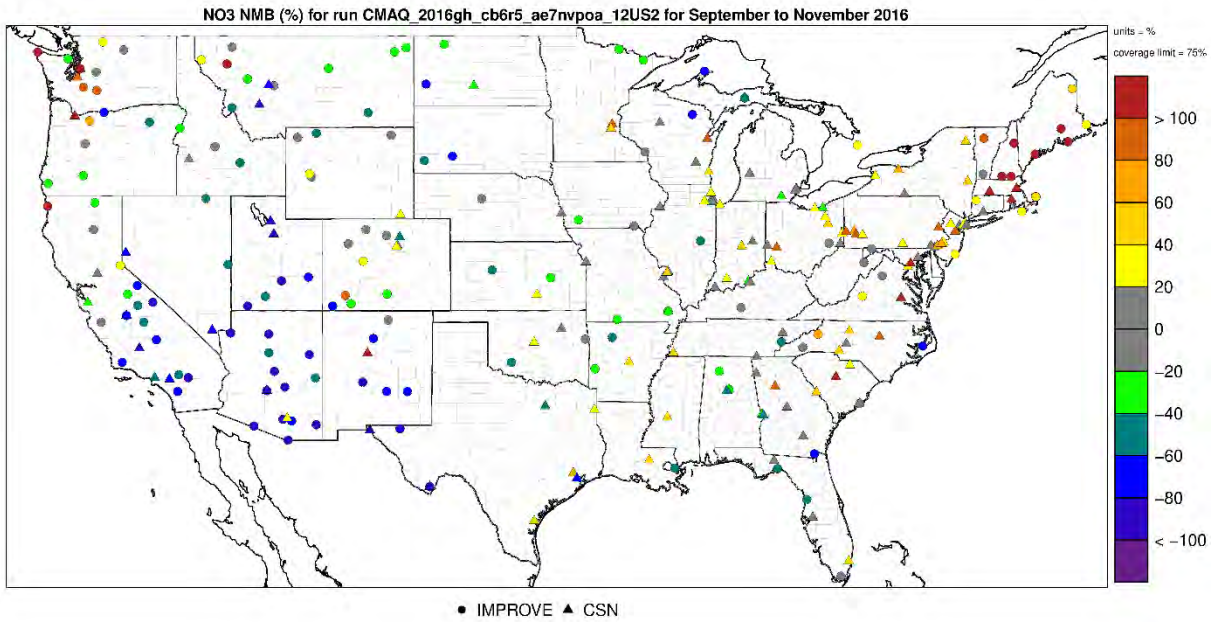 NO3 NMB (%) for run CMAQ_2016gh_cb6r5_ae7nvpoa_12US2 for September to November 2016
units = %
coverage limit = 75%
> 100
80
60
40
20
0
−20
−40
−60
−80
< −100
● IMPROVE ▲ CSN